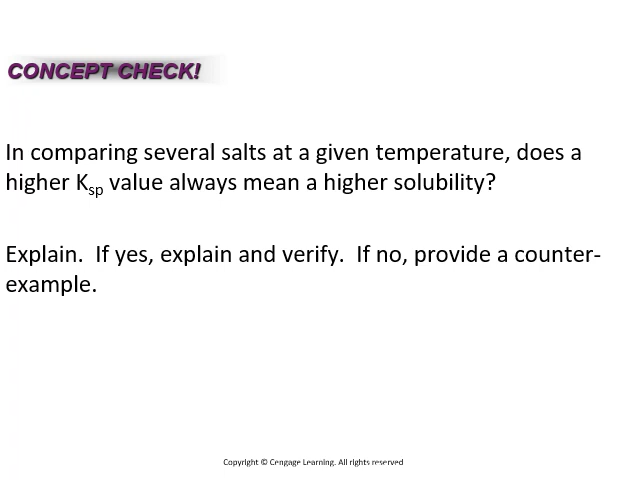 CONCEPT CHECK!
In comparing several salts at a given temperature, does a
higher Ksp value always mean a higher solubility?
Explain.  If yes, explain and verify.  If no, provide a counter-
example.
Copyright © Cengage Learning. All rights reserved